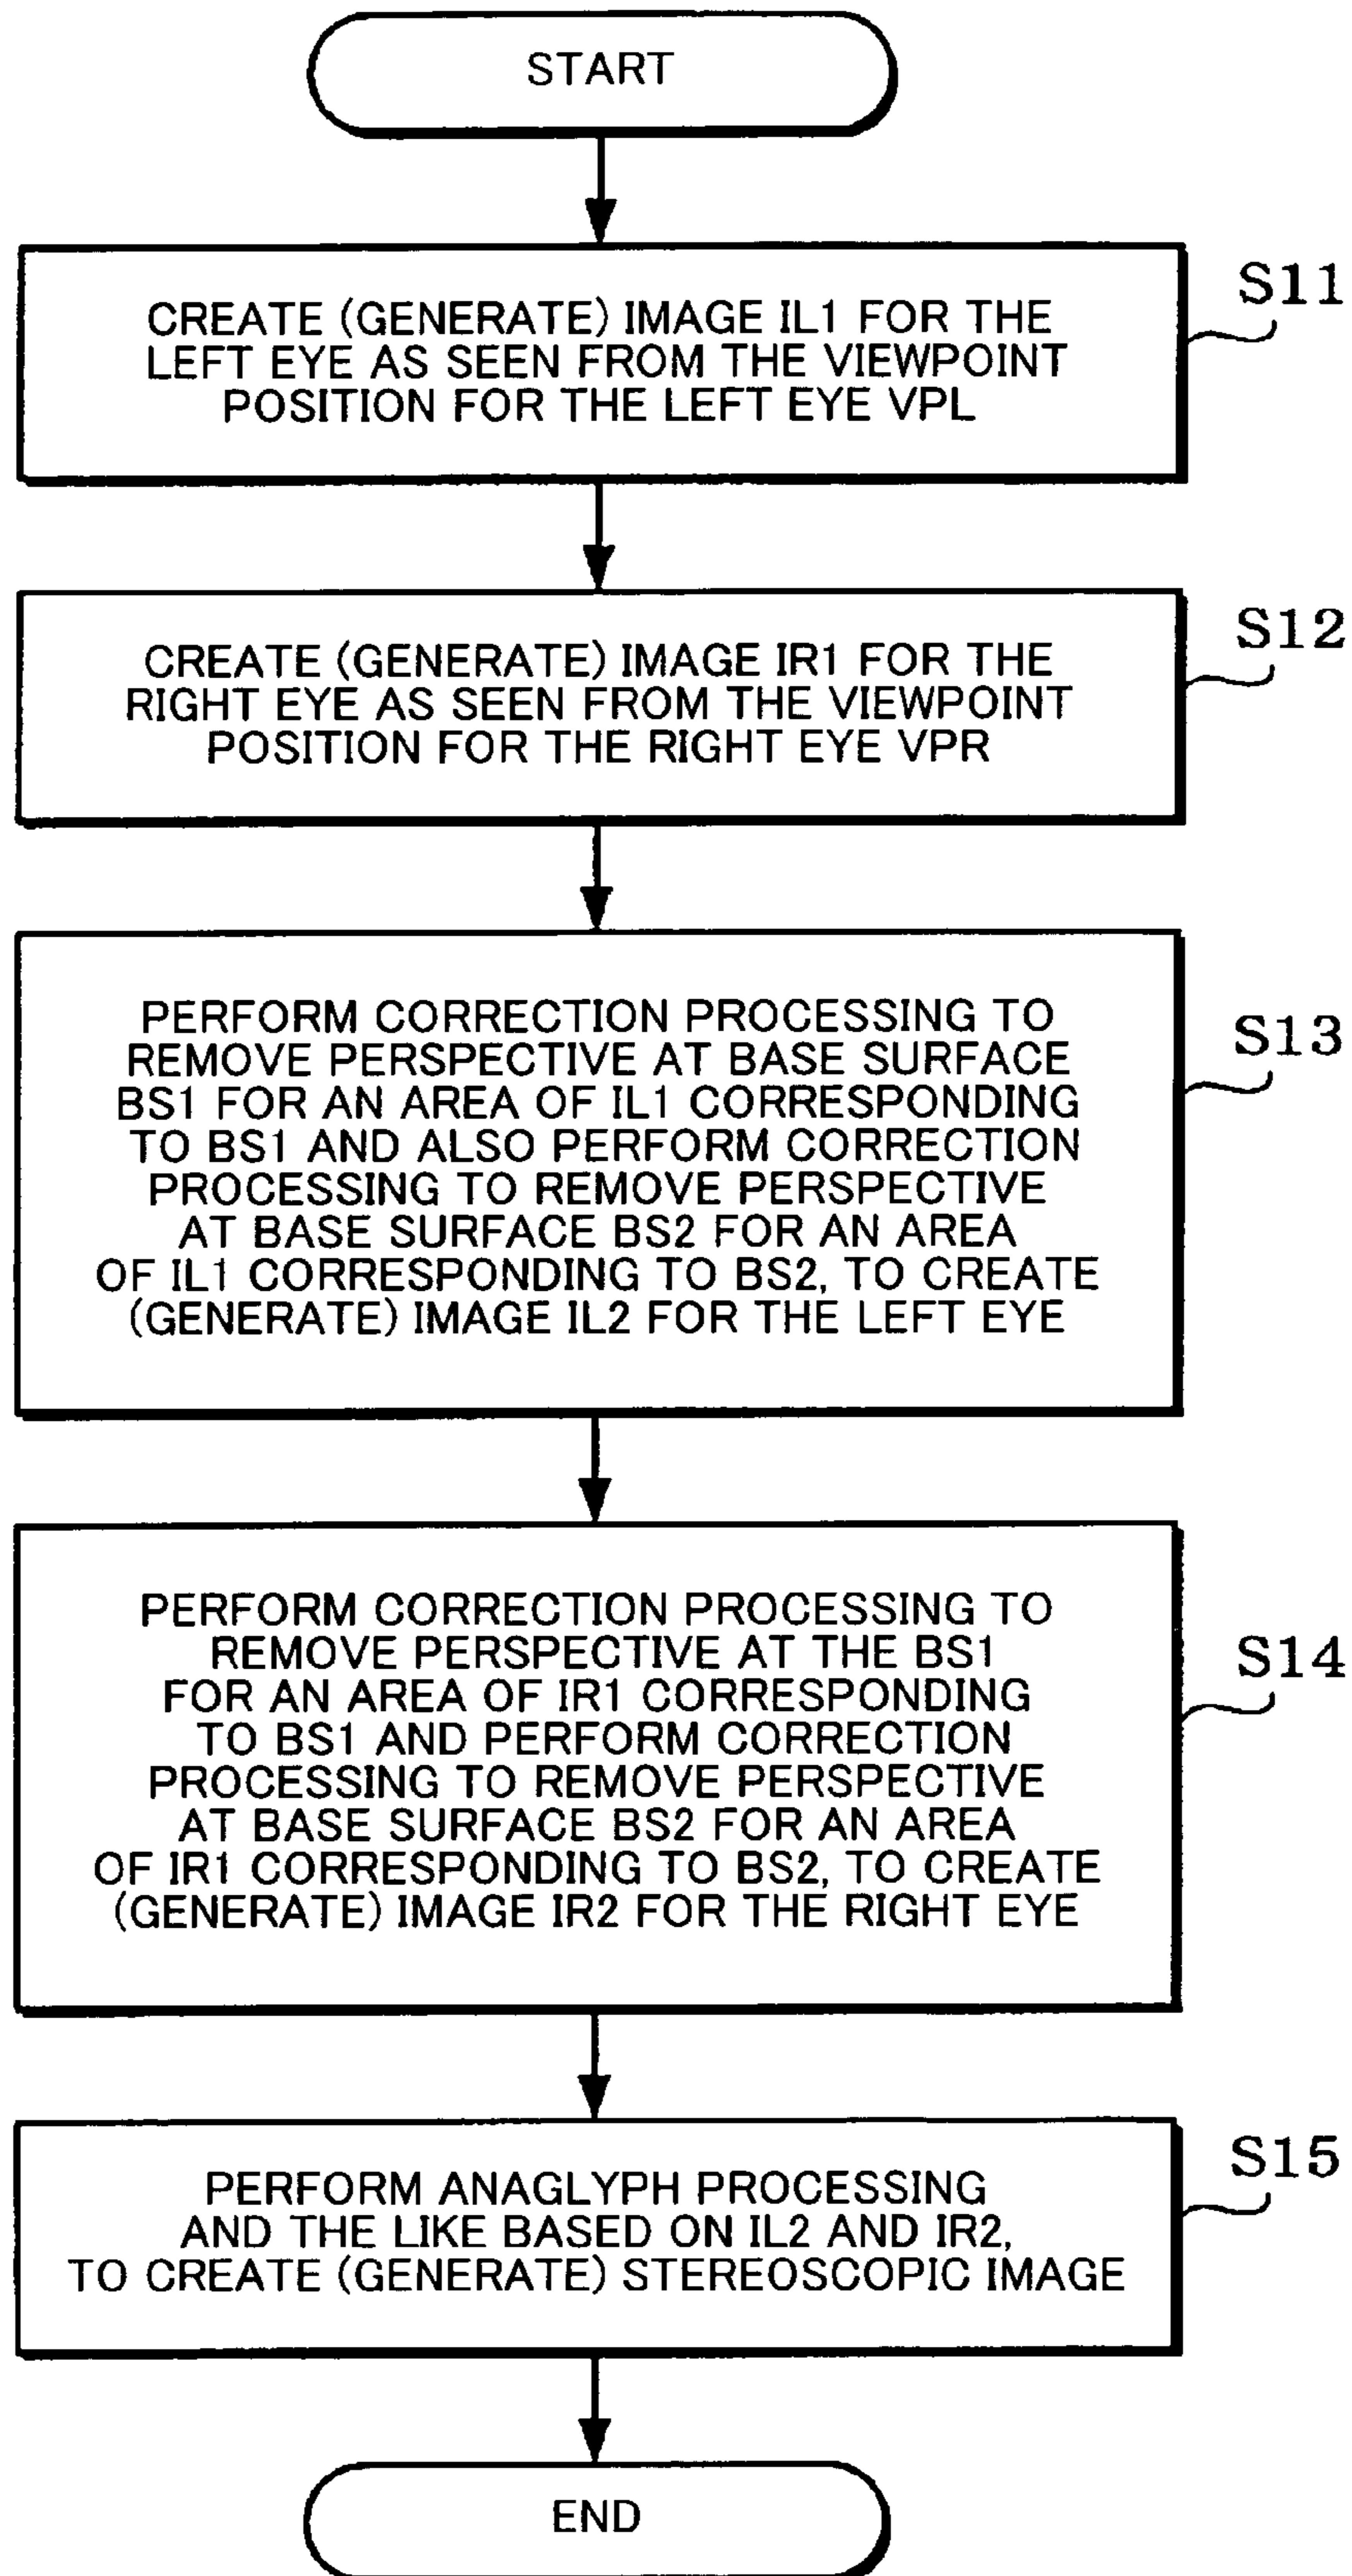 START
CREATE (GENERATE) IMAGE IL1 FOR THE
LEFT EYE AS SEEN FROM THE VIEWPOINT
POSITION FOR THE LEFT EYE VPL
S11
CREATE (GENERATE) IMAGE IR1 FOR THE
RIGHT EYE AS SEEN FROM THE VIEWPOINT
POSITION FOR THE RIGHT EYE VPR
S12
PERFORM CORRECTION PROCESSING TO
REMOVE PERSPECTIVE AT BASE SURFACE
BS1 FOR AN AREA OF IL1 CORRESPONDING
TO BS1 AND ALSO PERFORM CORRECTION
PROCESSING TO REMOVE PERSPECTIVE
AT BASE SURFACE BS2 FOR AN AREA
OF IL1 CORRESPONDING TO BS2, TO CREATE
(GENERATE) IMAGE IL2 FOR THE LEFT EYE
S13
PERFORM CORRECTION PROCESSING TO
REMOVE PERSPECTIVE AT THE BS1
FOR AN AREA OF IR1 CORRESPONDING
TO BS1 AND PERFORM CORRECTION
PROCESSING TO REMOVE PERSPECTIVE
AT BASE SURFACE BS2 FOR AN AREA
OF IR1 CORRESPONDING TO BS2, TO CREATE
(GENERATE) IMAGE IR2 FOR THE RIGHT EYE
S14
PERFORM ANAGLYPH PROCESSING
AND THE LIKE BASED ON IL2 AND IR2,
TO CREATE (GENERATE) STEREOSCOPIC IMAGE
S15
END